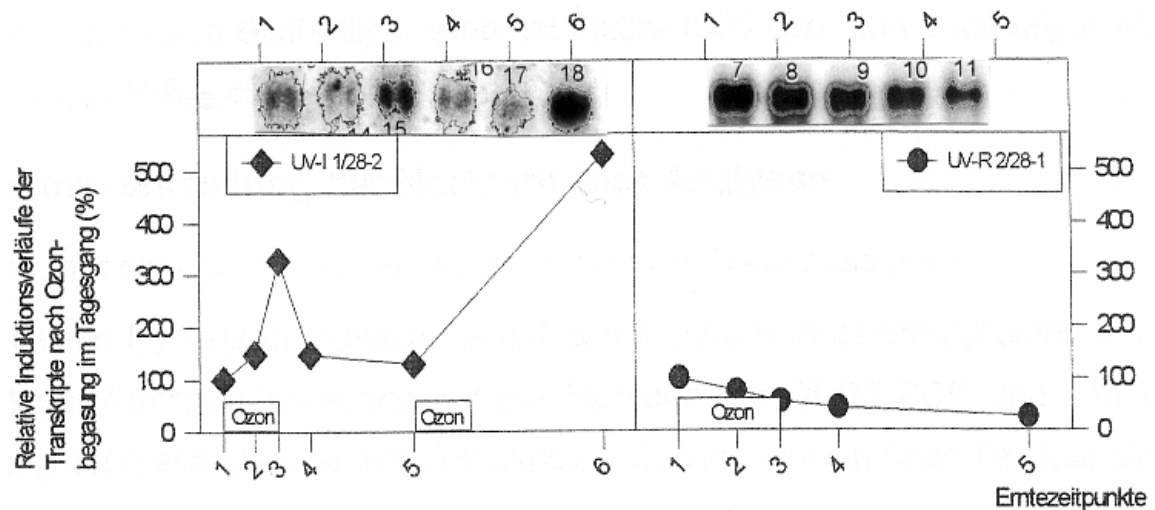 1 2 3 4 5 6
1 2 3 4 5
16 17 18
15
7 8 9 10 11
UV-I 1/28-2
UV-R 2/28-1
Relative Induktionsverläufe der
Transkripte nach Ozon-
begasung im Tagesgang (%)
500
400
300
200
100
0
Ozon
Ozon
Ozon
500
400
300
200
100
0
1 2 3 4 5 6
1 2 3 4 5
Erntezeitpunkte